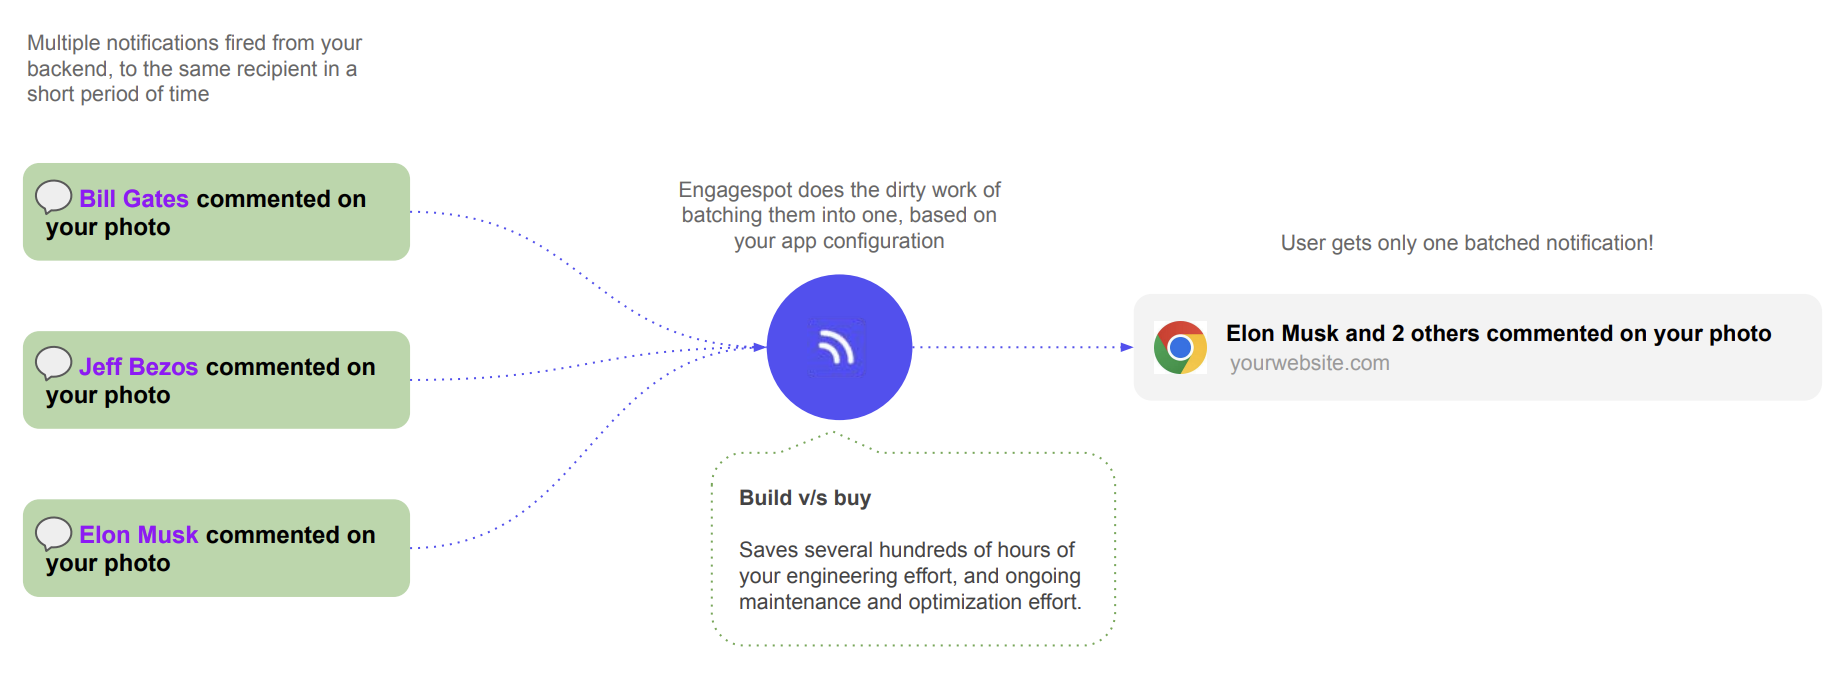 Multiple notifications fired from your
backend, to the same recipient in a
short period of time
Bill Gates commented on
your photo
Jeff Bezos commented on
your photo
Elon Musk commented on
your photo
Engagespot does the dirty work of
batching them into one, based on
your app configuration
Build v/s buy
Saves several hundreds of hours of
your engineering effort, and ongoing
maintenance and optimization effort.
User gets only one batched notification!
Elon Musk and 2 others commented on your photo
yourwebsite.com